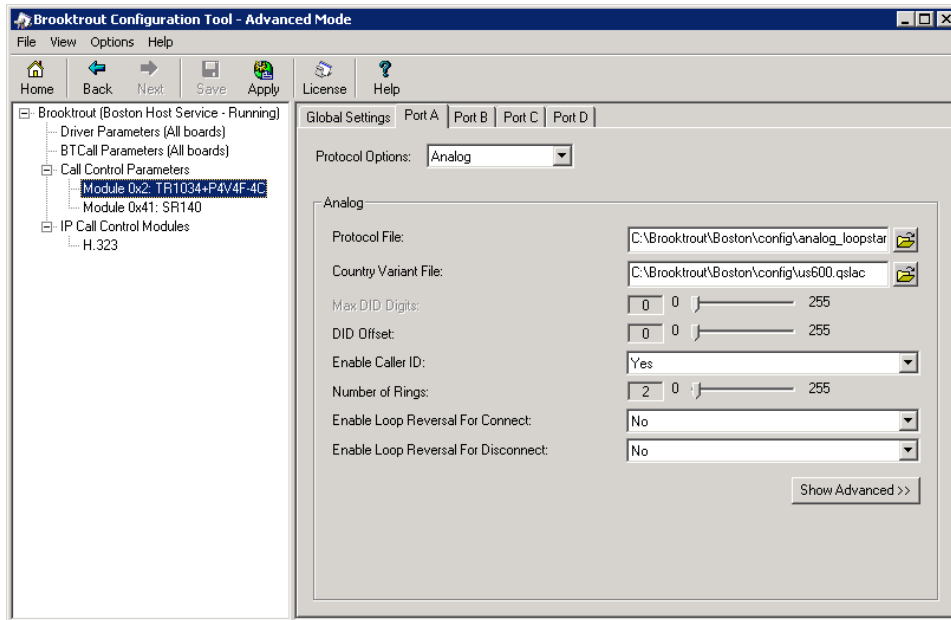 Brooktrout Configuration Tool - Advanced Mode
File View Options Help
Home Back Next Save Apply License Help
Brooktrout (Boston Host Service - Running)
Driver Parameters (All boards)
BTCall Parameters (All boards)
Call Control Parameters
Module 0x2: TR1034+P4V4F-4C
Module 0x41: SR140
IP Call Control Modules
H.323
Global Settings Port A Port B Port C Port D
Protocol Options: Analog
Analog
Protocol File: C:\Brooktrout\Boston\config\analog_loopstar
Country Variant File: C:\Brooktrout\Boston\config\us600.qslac
Max DID Digits: 0 0 255
DID Offset: 0 0 255
Enable Caller ID: Yes
Number of Rings: 2 0 255
Enable Loop Reversal For Connect: No
Enable Loop Reversal For Disconnect: No
Show Advanced >>